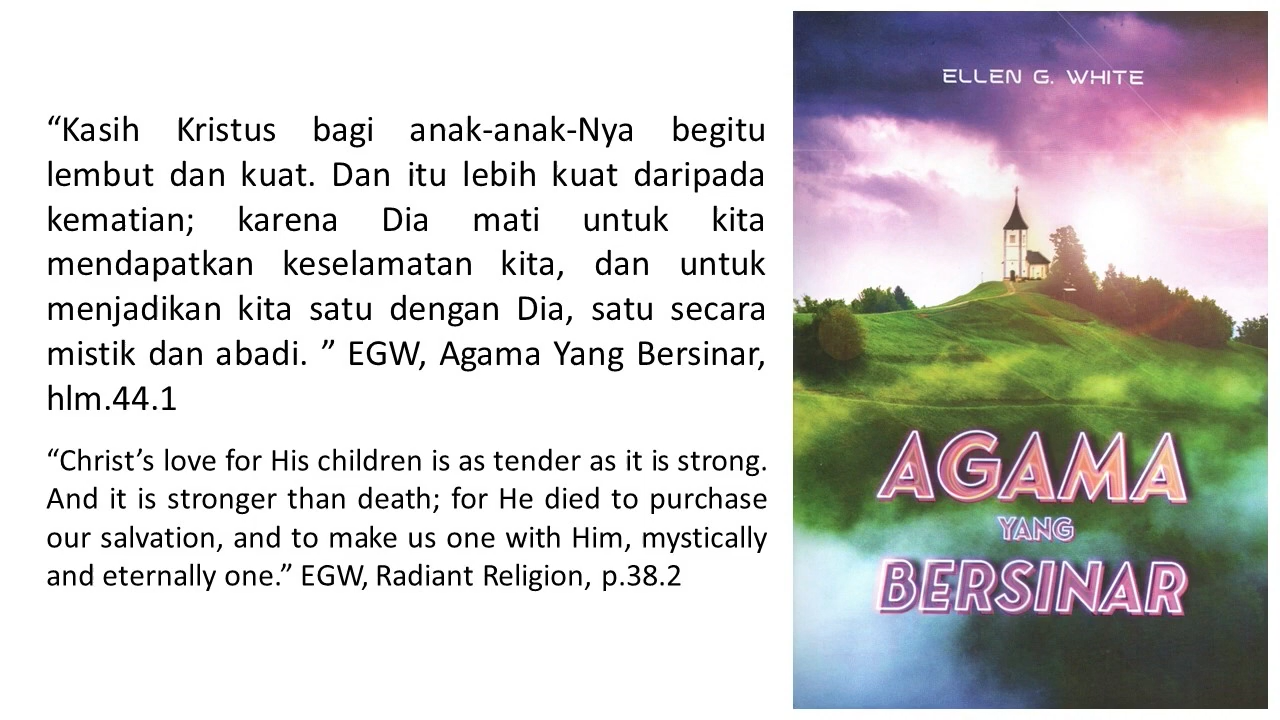 “Kasih Kristus bagi anak-anak-Nya begitu
lembut dan kuat. Dan itu lebih kuat daripada
kematian; karena Dia mati untuk kita
mendapatkan keselamatan kita, dan untuk
menjadikan kita satu dengan Dia, satu secara
mistik dan abadi. ” EGW, Agama Yang Bersinar,
hlm.44.1
“Christ’s love for His children is as tender as it is strong.
And it is stronger than death; for He died to purchase
our salvation, and to make us one with Him, mystically
and eternally one.” EGW, Radiant Religion, p.38.2
ELLEN G. WHITE
AGAMA
YANG
BERSINAR